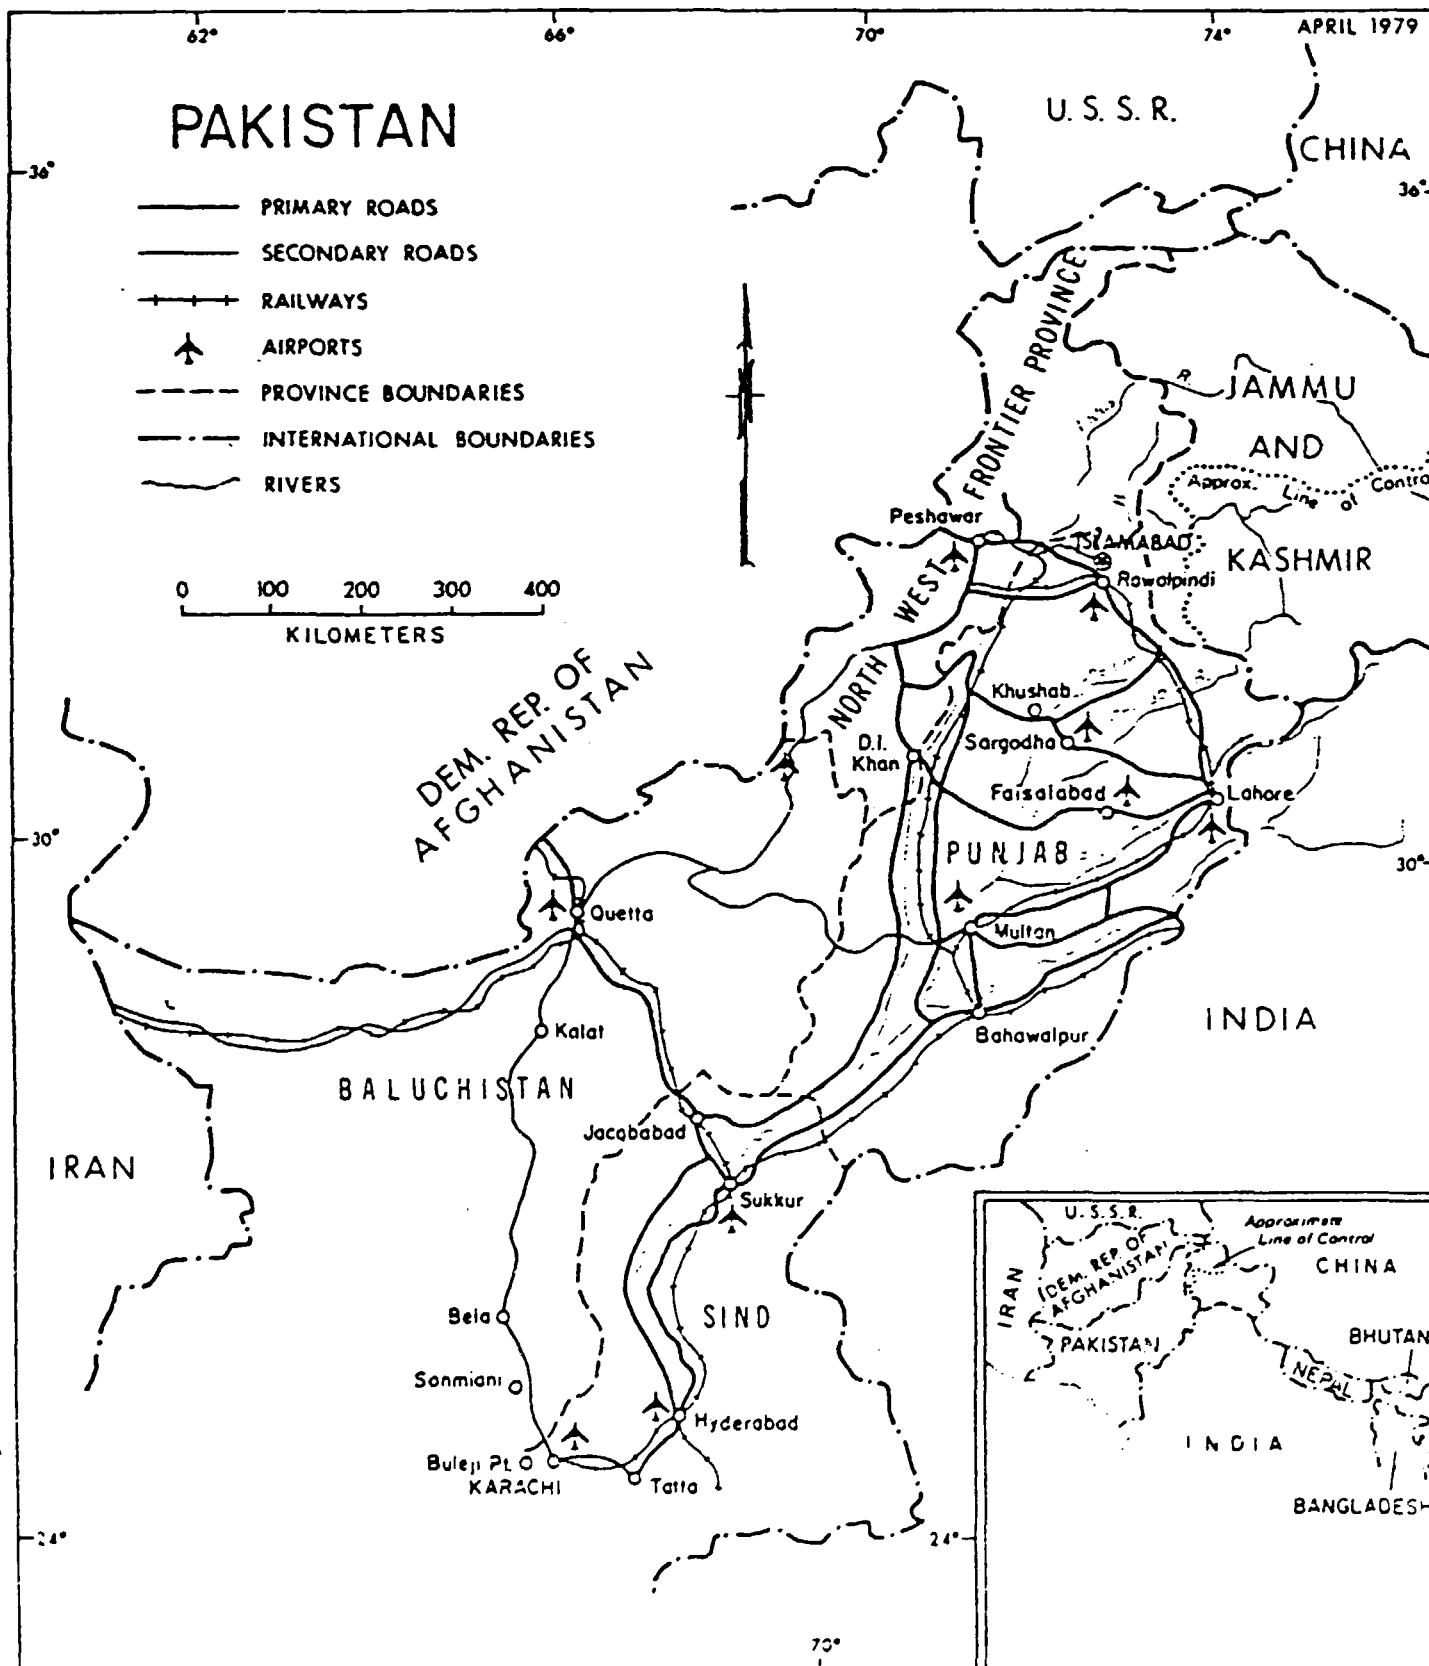 62°
66°
70°
74°
APRIL 1979
PAKISTAN
U.S.S.R.
CHINA
36°
36°
PRIMARY ROADS
SECONDARY ROADS
RAILWAYS
AIRPORTS
PROVINCE BOUNDARIES
INTERNATIONAL BOUNDARIES
RIVERS
0 100 200 300 400
KILOMETERS
NORTH WEST FRONTIER PROVINCE
R.
JAMMU
AND
KASHMIR
Approx. Line of Contro
Peshawar
ISLAMABAD
Rawalpindi
DEM. REP. OF
AFGHANISTAN
Khushab
Sargodha
D.I.
Khan
Faisalabad
Lahore
30°
30°
PUNJAB
Quetta
Multan
Kalat
Bahawalpur
INDIA
BALUCHISTAN
Jacobabad
IRAN
Sukkur
Bela
SIND
Sonmiani
Hyderabad
Buleji Pt.
KARACHI
Tatta
24°
24°
70°
U.S.S.R.
Approximate
Line of Control
IRAN
DEM. REP. OF
AFGHANISTAN
CHINA
PAKISTAN
BHUTAN
NEPAL
INDIA
BANGLADESH